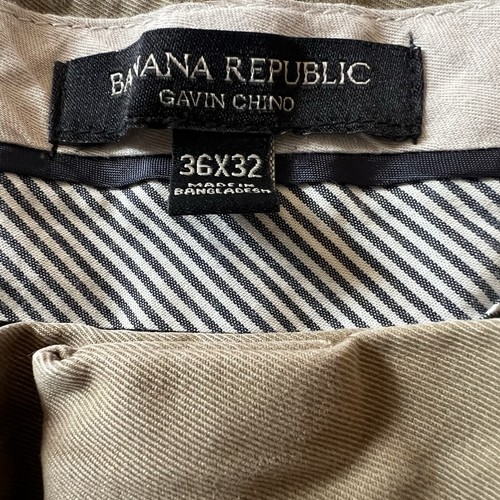 BANANA REPUBLIC
GAVIN CHINO
36X32
MADE IN
BANGLADESH